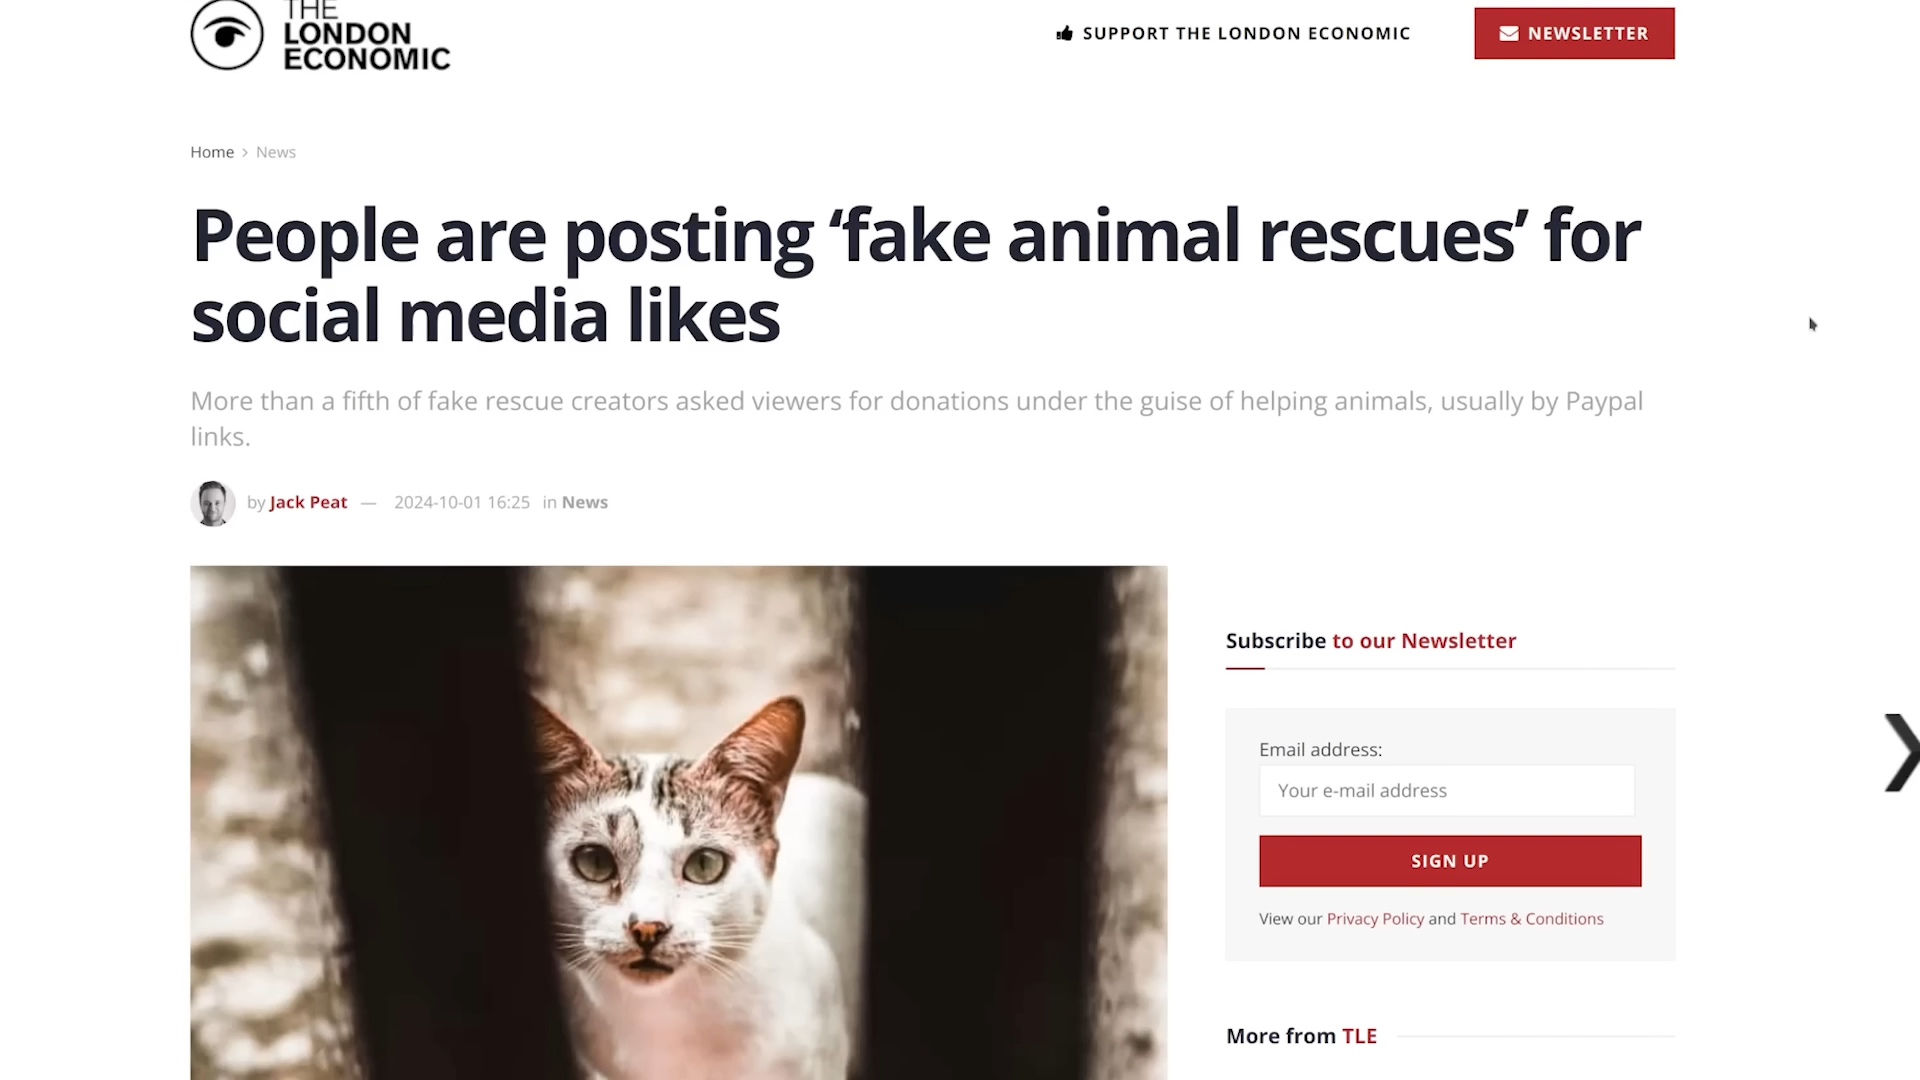 THE
LONDON
ECONOMIC
SUPPORT THE LONDON ECONOMIC
NEWSLETTER
Home > News
People are posting ‘fake animal rescues’ for
social media likes
More than a fifth of fake rescue creators asked viewers for donations under the guise of helping animals, usually by Paypal
links.
by Jack Peat — 2024-10-01 16:25 in News
Subscribe to our Newsletter
Email address:
Your e-mail address
SIGN UP
View our Privacy Policy and Terms & Conditions
More from TLE